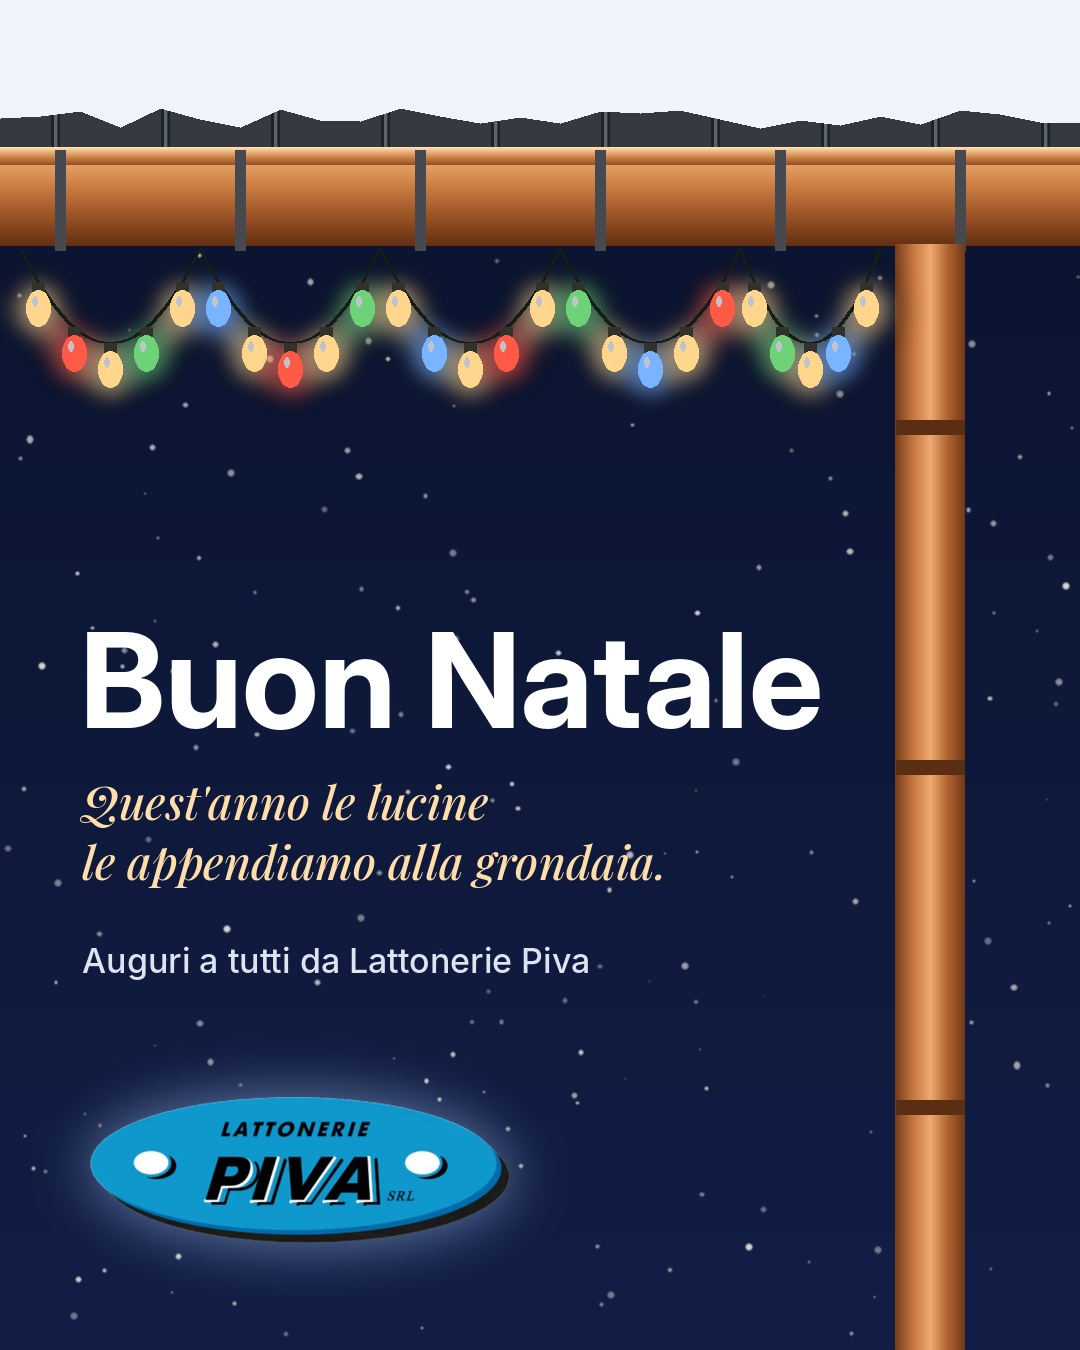 Buon Natale
Quest'anno le lucine
le appendiamo alla grondaia.
Auguri a tutti da Lattonerie Piva
LATTONERIE
PIVA SRL